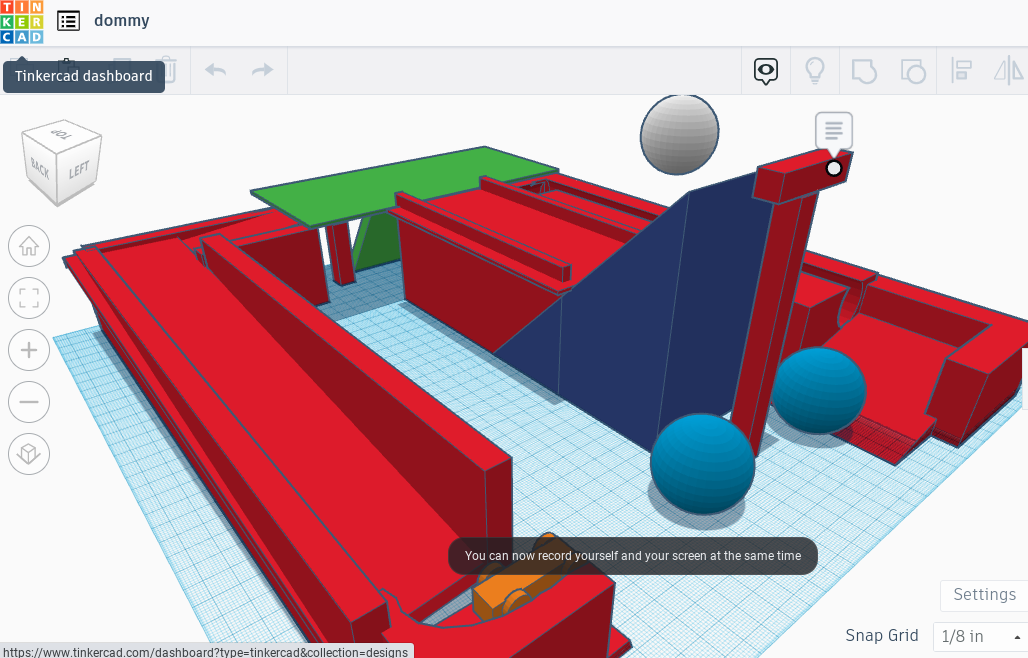 TIN
KER
CAD
dommy
Tinkercad dashboard
TOP
BACK
LEFT
You can now record yourself and your screen at the same time
Settings
Snap Grid
1/8 in
https://www.tinkercad.com/dashboard?type=tinkercad&collection=designs